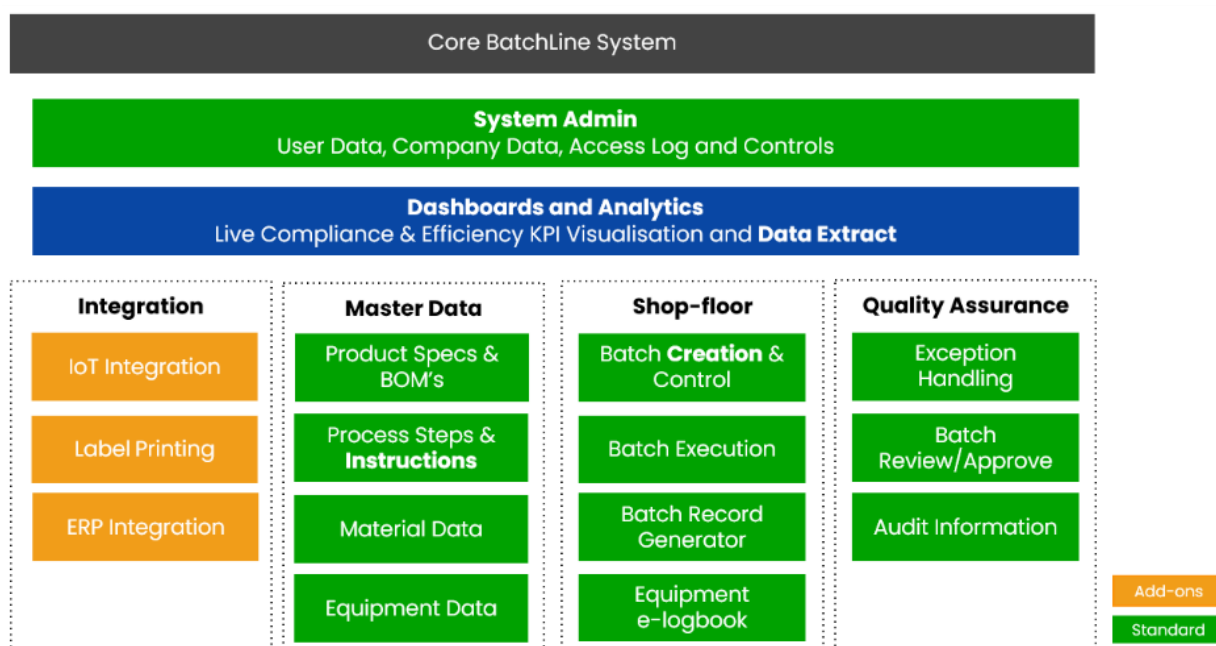 Core BatchLine System
System Admin
User Data, Company Data, Access Log and Controls
Dashboards and Analytics
Live Compliance & Efficiency KPI Visualisation and Data Extract
Integration
IoT Integration
Label Printing
ERP Integration
Master Data
Product Specs &
BOM's
Process Steps &
Instructions
Material Data
Equipment Data
Shop-floor
Batch Creation &
Control
Batch Execution
Batch Record
Generator
Equipment
e-logbook
Quality Assurance
Exception
Handling
Batch
Review/Approve
Audit Information
Add-ons
Standard